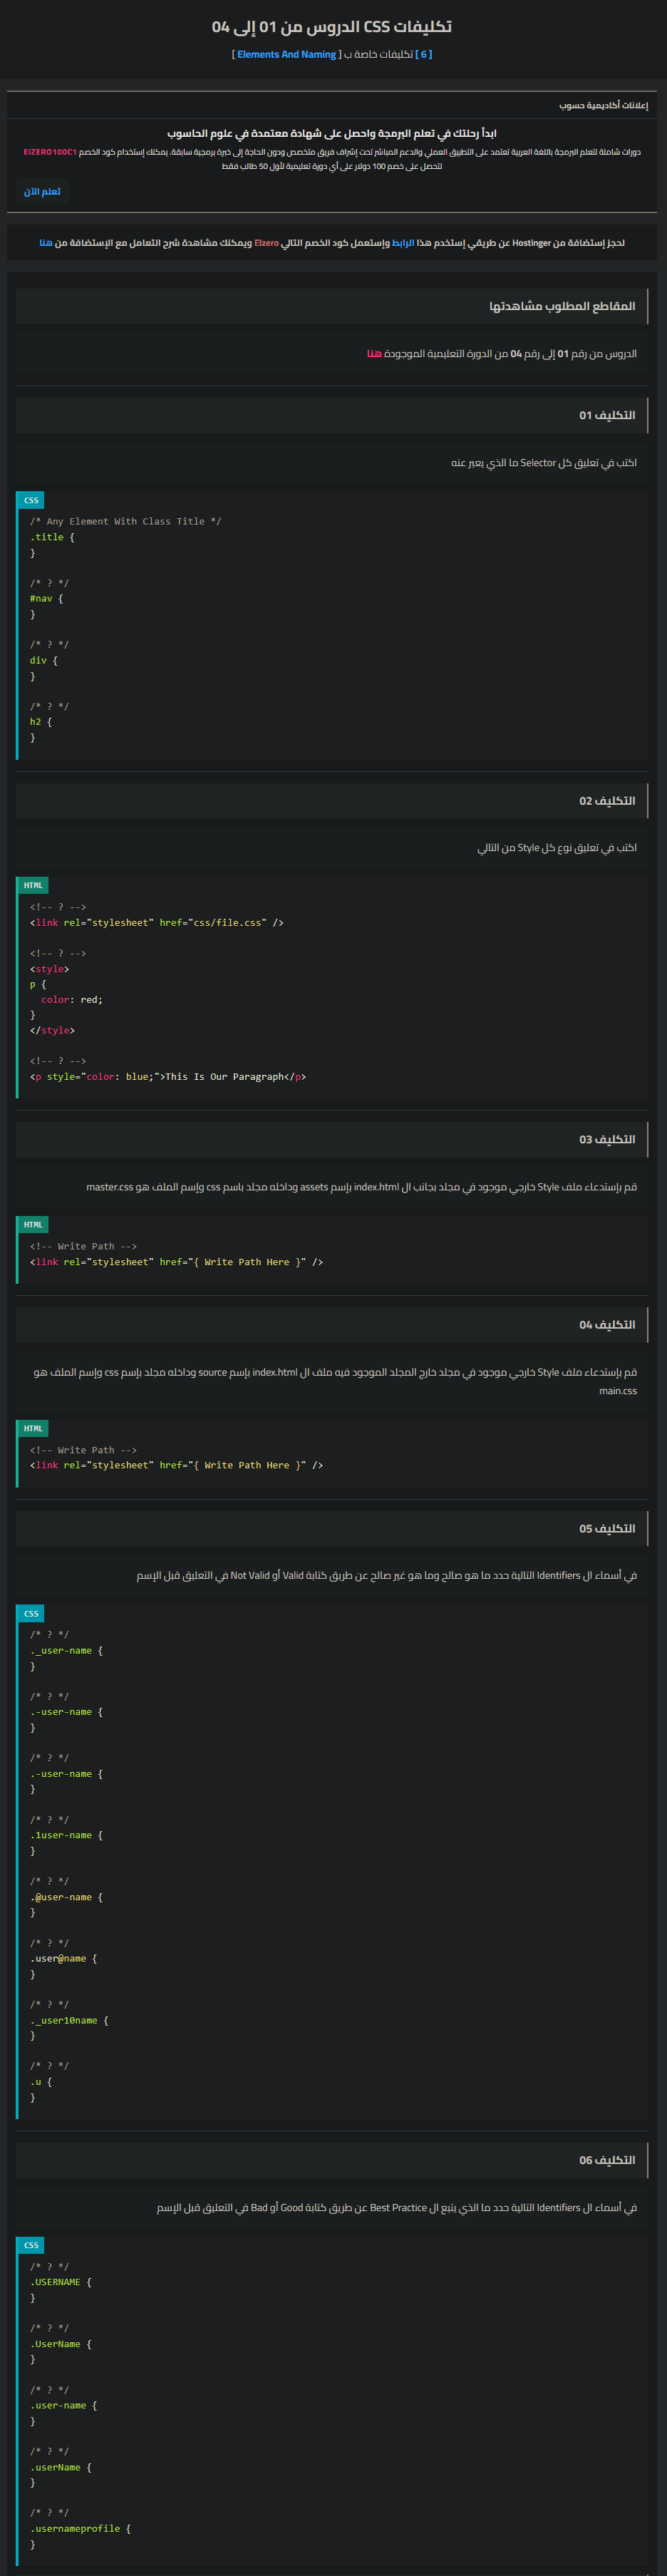 تكليفات CSS الدروس من 01 إلى 04
[ 6 ] تكليفات خاصة ب [ Elements And Naming ]
إعلانات أكاديمية حسوب
ابدأ رحلتك في تعلم البرمجة واحصل على شهادة معتمدة في علوم الحاسوب
دورات شاملة لتعلم البرمجة باللغة العربية تعتمد على التطبيق العملي والدعم المباشر تحت إشراف فريق متخصص ودون الحاجة إلى خبرة برمجية سابقة. يمكنك إستخدام كود الخصم ElZERO100C1
لتحصل على خصم 100 دولار على أي دورة تعليمية لأول 50 طالب فقط
تعلم الآن
لحجز إستضافة من Hostinger عن طريقي إستخدم هذا الرابط وإستعمل كود الخصم التالي Elzero ويمكنك مشاهدة شرح التعامل مع الإستضافة من هنا
المقاطع المطلوب مشاهدتها
الدروس من رقم 01 إلى رقم 04 من الدورة التعليمية الموجودة هنا
التكليف 01
اكتب في تعليق كل Selector ما الذي يعبر عنه
CSS
/* Any Element With Class Title */
.title {
}
/* ? */
#nav {
}
/* ? */
div {
}
/* ? */
h2 {
}
التكليف 02
اكتب في تعليق نوع كل Style من التالي
HTML
<!-- ? -->
<link rel="stylesheet" href="css/file.css" />
<!-- ? -->
<style>
p {
  color: red;
}
</style>
<!-- ? -->
<p style="color: blue;">This Is Our Paragraph</p>
التكليف 03
قم بإستدعاء ملف Style خارجي موجود في مجلد بجانب ال index.html بإسم assets وداخله مجلد باسم css وإسم الملف هو master.css
HTML
<!-- Write Path -->
<link rel="stylesheet" href="{ Write Path Here }" />
التكليف 04
قم بإستدعاء ملف Style خارجي موجود في مجلد خارج المجلد الموجود فيه ملف ال index.html بإسم source وداخله مجلد بإسم css وإسم الملف هو
main.css
HTML
<!-- Write Path -->
<link rel="stylesheet" href="{ Write Path Here }" />
التكليف 05
في أسماء ال Identifiers التالية حدد ما هو صالح وما هو غير صالح عن طريق كتابة Valid أو Not Valid في التعليق قبل الإسم
CSS
/* ? */
._user-name {
}
/* ? */
.-user-name {
}
/* ? */
.-user-name {
}
/* ? */
.1user-name {
}
/* ? */
.@user-name {
}
/* ? */
.user@name {
}
/* ? */
._user10name {
}
/* ? */
.u {
}
التكليف 06
في أسماء ال Identifiers التالية حدد ما الذي يتبع ال Best Practice عن طريق كتابة Good أو Bad في التعليق قبل الإسم
CSS
/* ? */
.USERNAME {
}
/* ? */
.UserName {
}
/* ? */
.user-name {
}
/* ? */
.userName {
}
/* ? */
.usernameprofile {
}